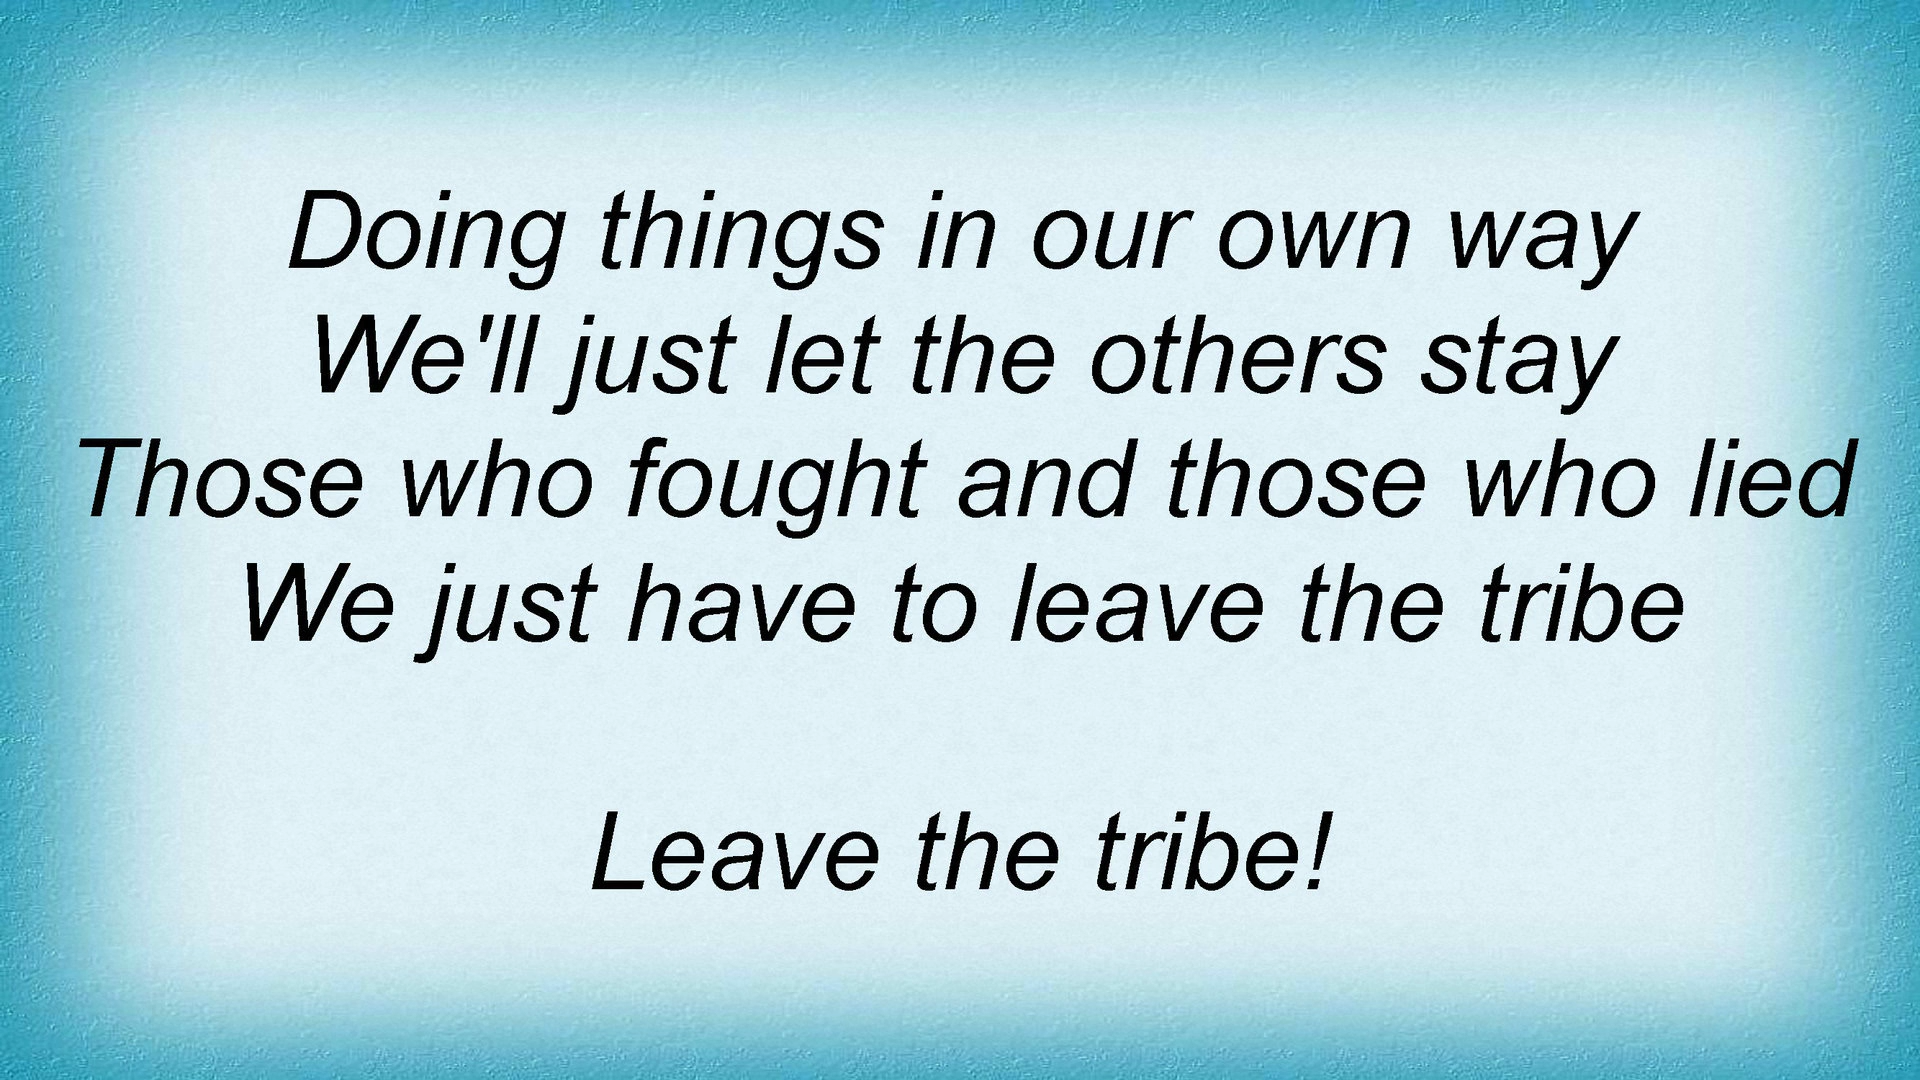 Doing things in our own way
We'll just let the others stay
Those who fought and those who lied
We just have to leave the tribe
Leave the tribe!